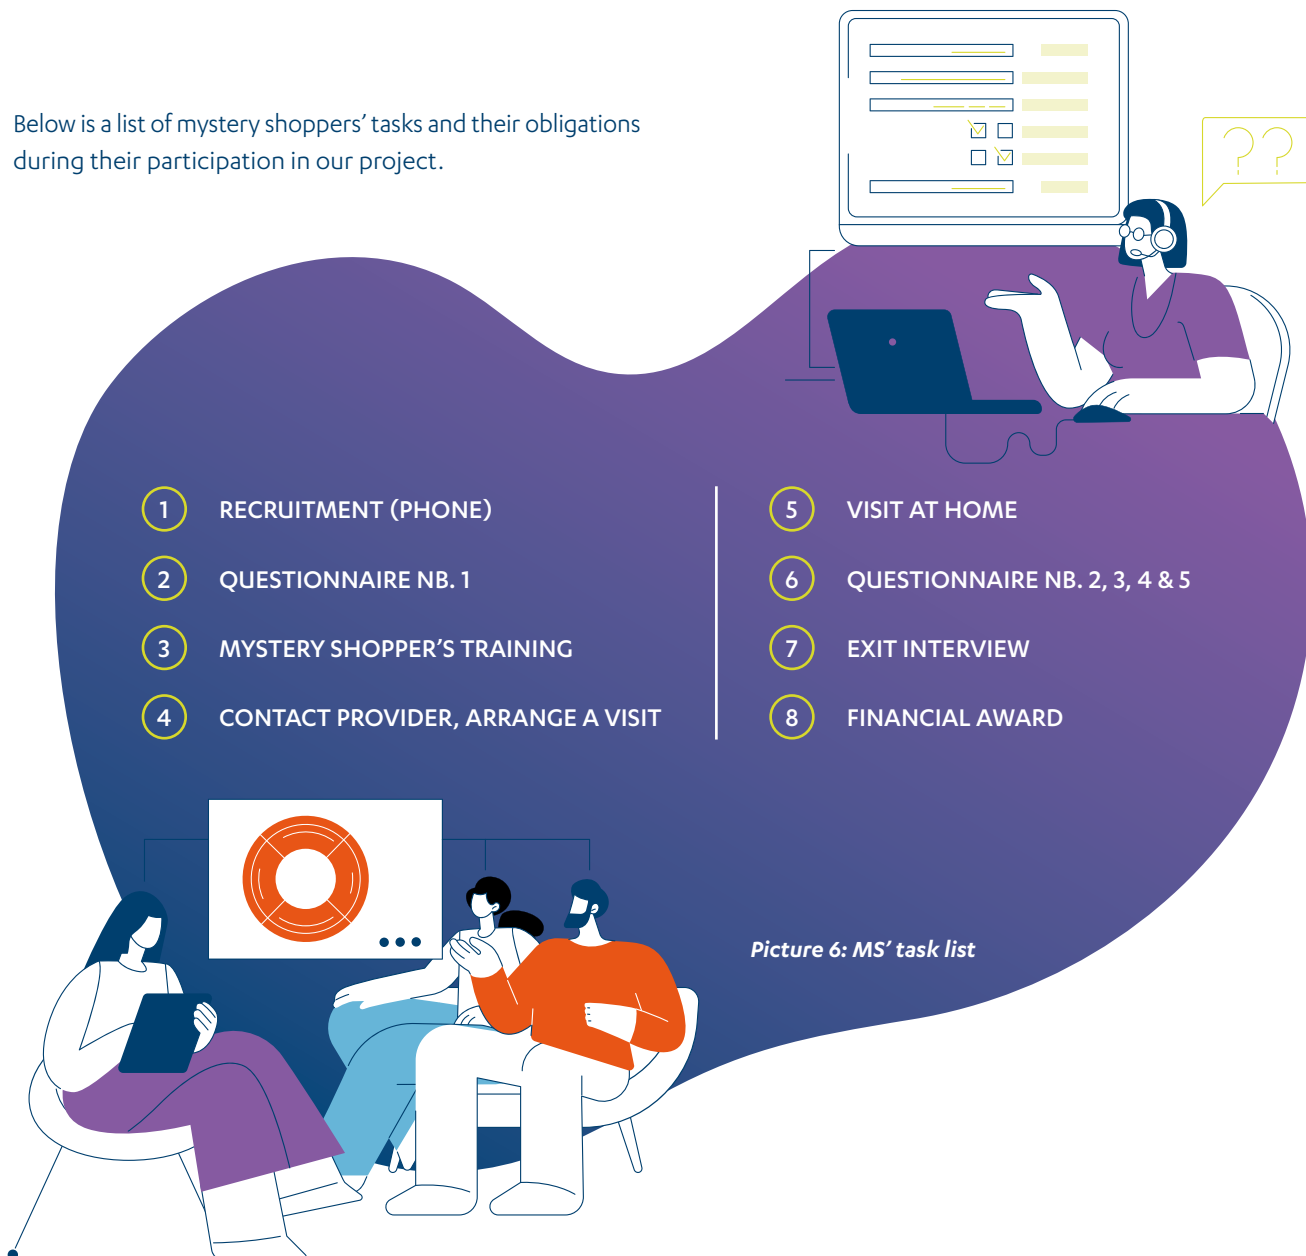 Below is a list of mystery shoppers’ tasks and their obligations
during their participation in our project.
??
1 RECRUITMENT (PHONE)
2 QUESTIONNAIRE NB. 1
3 MYSTERY SHOPPER’S TRAINING
4 CONTACT PROVIDER, ARRANGE A VISIT
5 VISIT AT HOME
6 QUESTIONNAIRE NB. 2, 3, 4 & 5
7 EXIT INTERVIEW
8 FINANCIAL AWARD
Picture 6: MS’ task list